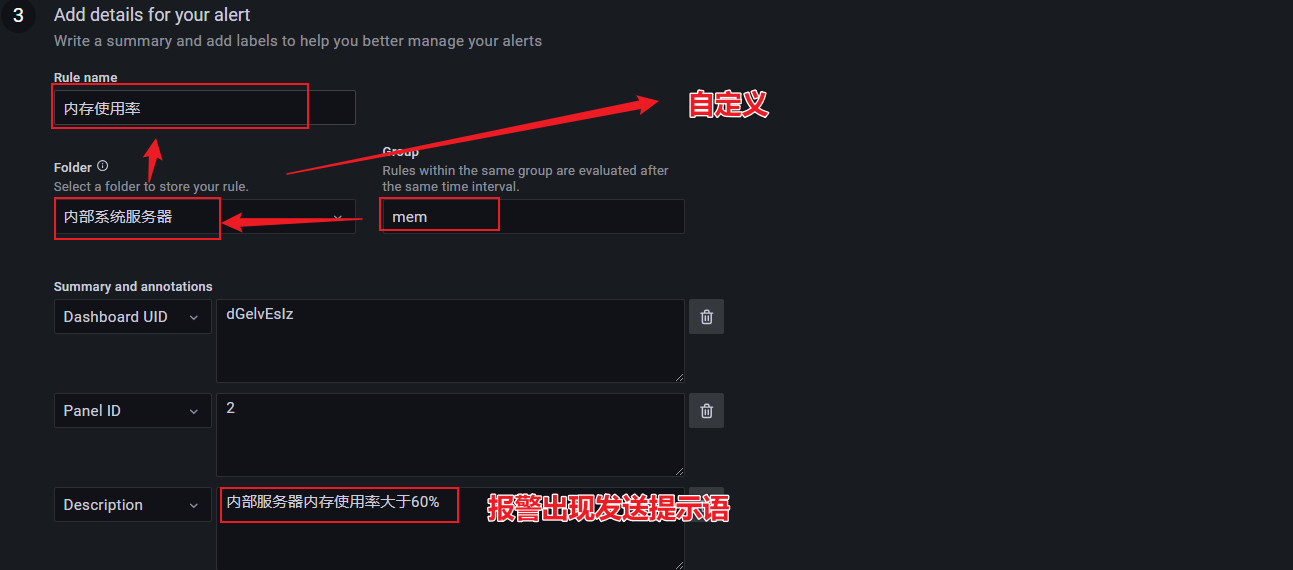 3
Add details for your alert
Write a summary and add labels to help you better manage your alerts
Rule name
内存使用率
自定义
Folder
Select a folder to store your rule.
内部系统服务器
Group
Rules within the same group are evaluated after
the same time interval.
mem
Summary and annotations
Dashboard UID
dGelvEsIz
Panel ID
2
Description
内部服务器内存使用率大于60%
报警出现发送提示语